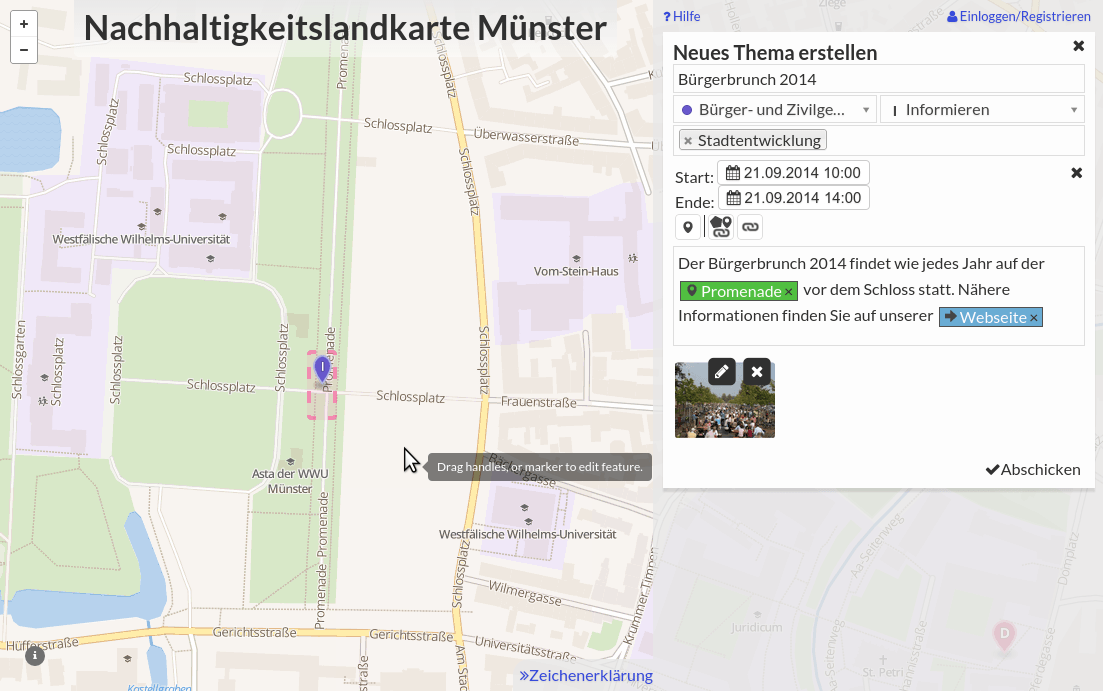 +
−
Nachhaltigkeitslandkarte Münster
? Hilfe
Einloggen/Registrieren
Neues Thema erstellen
Bürgerbrunch 2014
Bürger- und Zivilge...
Informieren
× Stadtentwicklung
Start: 21.09.2014 10:00
Ende: 21.09.2014 14:00
Der Bürgerbrunch 2014 findet wie jedes Jahr auf der
Promenade × vor dem Schloss statt. Nähere
Informationen finden Sie auf unserer Webseite ×
Abschicken
Schlossplatz
Schlossplatz
Schlossplatz
Schlossplatz
Schlossplatz
Schlossplatz
Überwasserstraße
Westfälische Wilhelms-Universität
Vom-Stein-Haus
Schlossgarten
Schlossplatz
Schlossplatz
Schlossplatz
Schlossplatz
Promenade
Schlossplatz
Schlossplatz
Frauenstraße
Drag handles, or marker to edit feature.
Bäckergasse
Asta der WWU
Münster
Promenade
Promenade
Westfälische Wilhelms-Universität
Schlossplatz
Wilmergasse
Krummer Timpen
Gerichtsstraße
Gerichtsstraße
Universitätsstraße
Hüfferstraße
Am Stad
Kastellgraben
Aa-Seitenweg
Domplatz
Juridicum
St. Petri
D
i
Zeichenerklärung